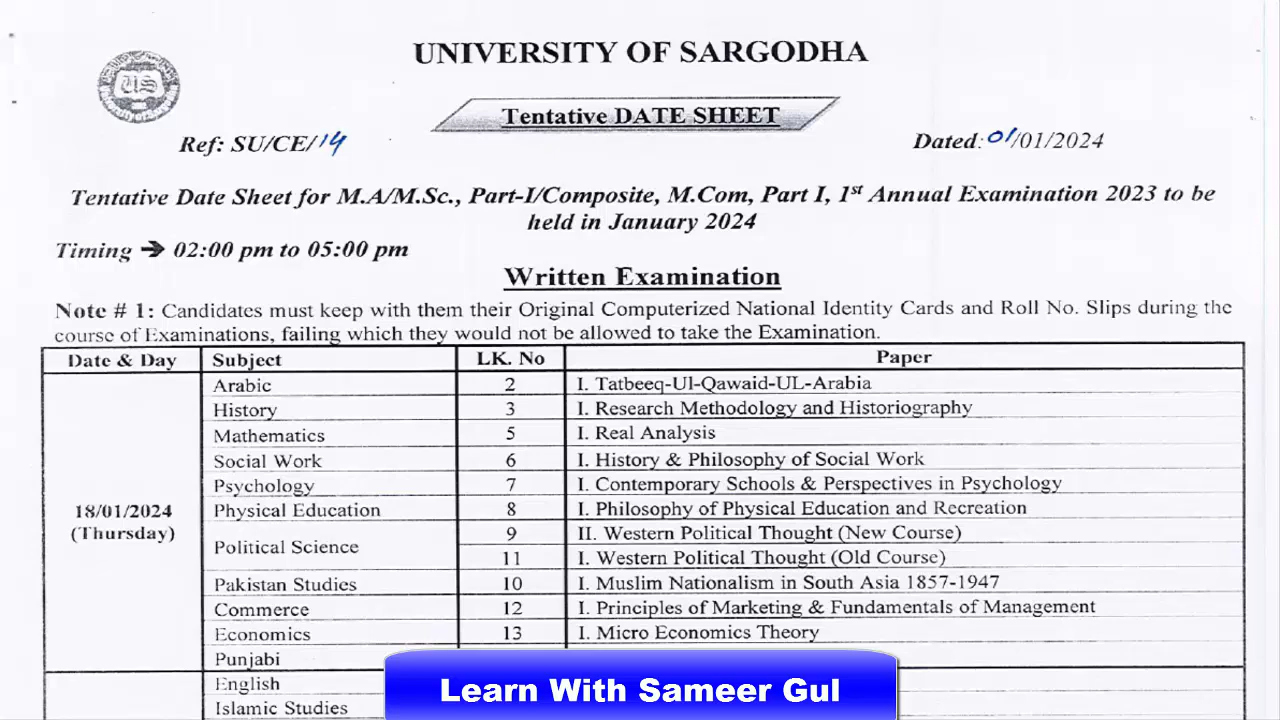 UNIVERSITY OF SARGODHA
US
Tentative DATE SHEET
Ref: SU/CE/14
Dated: 01/01/2024
Tentative Date Sheet for M.A/M.Sc., Part-I/Composite, M.Com, Part I, 1st Annual Examination 2023 to be
held in January 2024
Timing ➔ 02:00 pm to 05:00 pm
Written Examination
Note # 1: Candidates must keep with them their Original Computerized National Identity Cards and Roll No. Slips during the
course of Examinations, failing which they would not be allowed to take the Examination.
Date & Day Subject LK. No Paper
18/01/2024
(Thursday)
Arabic 2 I. Tatbeeq-Ul-Qawaid-UL-Arabia
History 3 I. Research Methodology and Historiography
Mathematics 5 I. Real Analysis
Social Work 6 I. History & Philosophy of Social Work
Psychology 7 I. Contemporary Schools & Perspectives in Psychology
Physical Education 8 I. Philosophy of Physical Education and Recreation
Political Science 9 II. Western Political Thought (New Course)
11 I. Western Political Thought (Old Course)
Pakistan Studies 10 I. Muslim Nationalism in South Asia 1857-1947
Commerce 12 I. Principles of Marketing & Fundamentals of Management
Economics 13 I. Micro Economics Theory
Punjabi
English
Islamic Studies
Learn With Sameer Gul